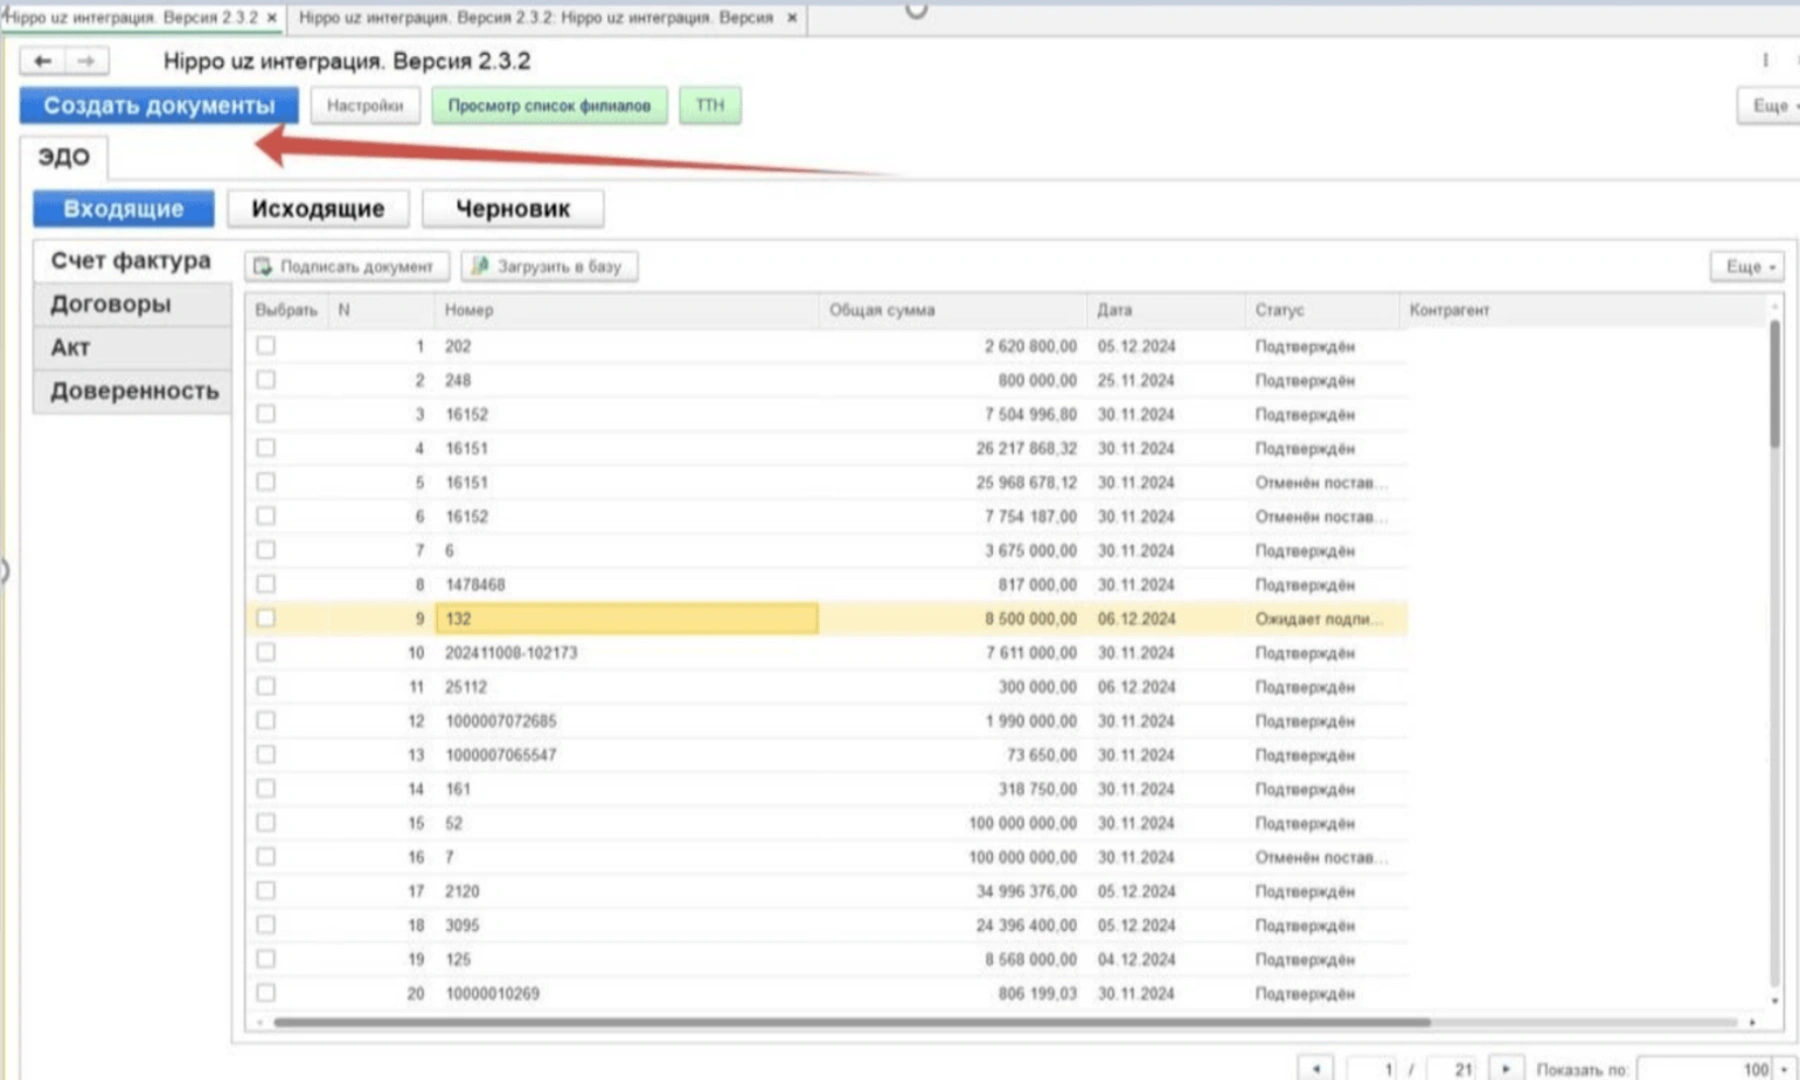 Hippo uz интеграция. Версия 2.3.2 × Hippo uz интеграция. Версия 2.3.2: Hippo uz интеграция. Версия ×
Hippo uz интеграция. Версия 2.3.2
Создать документы Настройки Просмотр список филиалов ТТН Еще
ЭДО
Входящие Исходящие Черновик
Счет фактура
Договоры
Акт
Доверенность
Подписать документ Загрузить в базу Еще
Выбрать N Номер Общая сумма Дата Статус Контрагент
1 202 2 620 800,00 05.12.2024 Подтверждён
2 248 800 000,00 25.11.2024 Подтверждён
3 16152 7 504 996,80 30.11.2024 Подтверждён
4 16151 26 217 868,32 30.11.2024 Подтверждён
5 16151 25 968 678,12 30.11.2024 Отменён постав...
6 16152 7 754 187,00 30.11.2024 Отменён постав...
7 6 3 675 000,00 30.11.2024 Подтверждён
8 1478468 817 000,00 30.11.2024 Подтверждён
9 132 8 500 000,00 06.12.2024 Ожидает подпи...
10 202411008-102173 7 611 000,00 30.11.2024 Подтверждён
11 25112 300 000,00 06.12.2024 Подтверждён
12 1000007072685 1 990 000,00 30.11.2024 Подтверждён
13 1000007065547 73 650,00 30.11.2024 Подтверждён
14 161 318 750,00 30.11.2024 Подтверждён
15 52 100 000 000,00 30.11.2024 Подтверждён
16 7 100 000 000,00 30.11.2024 Отменён постав...
17 2120 34 996 376,00 05.12.2024 Подтверждён
18 3095 24 396 400,00 05.12.2024 Подтверждён
19 125 8 568 000,00 04.12.2024 Подтверждён
20 10000010269 806 199,03 30.11.2024 Подтверждён
1 / 21 Показать по: 100